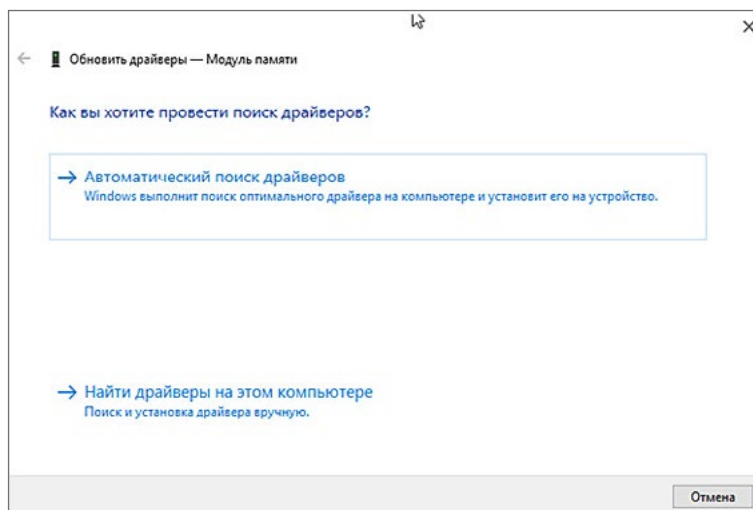 Обновить драйверы — Модуль памяти
Как вы хотите провести поиск драйверов?
Автоматический поиск драйверов
Windows выполнит поиск оптимального драйвера на компьютере и установит его на устройство.
Найти драйверы на этом компьютере
Поиск и установка драйвера вручную.
Отмена